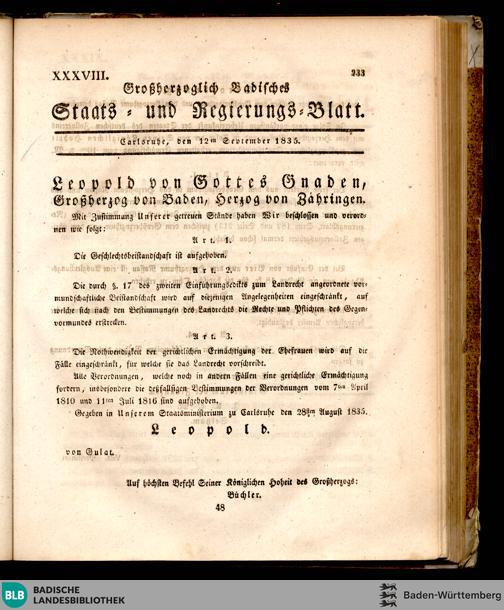 XXXVIII. 233
Großherzoglich Badisches
Staats- und Regierungs-Blatt.
Carlsruhe, den 12ten September 1835.
Leopold von Gottes Gnaden,
Großherzog von Baden, Herzog von Zähringen.
Mit Zustimmung Unserer getreuen Stände haben Wir beschlossen und verord-
nen wie folgt:
Art. 1.
Die Geschlechtsbeistandschaft ist aufgehoben.
Art. 2.
Die durch §. 17 des zweiten Einführungsedikts zum Landrecht angeordnete vor-
mundschaftliche Beistandschaft wird auf diejenigen Angelegenheiten eingeschränkt, auf
welche sich nach den Bestimmungen des Landrechts die Rechte und Pflichten des Gegen-
vormundes erstrecken.
Art. 3.
Die Nothwendigkeit der gerichtlichen Ermächtigung der Ehefrauen wird auf die
Fälle eingeschränkt, für welche sie das Landrecht vorschreibt.
Alle Verordnungen, welche noch in andern Fällen eine gerichtliche Ermächtigung
fordern, insbesondere die desfallsigen Bestimmungen der Verordnungen vom 7ten April
1810 und 11ten Juli 1816 sind aufgehoben.
Gegeben in Unserem Staatsministerium zu Carlsruhe den 28sten August 1835.
Leopold.
von Gulat.
Auf höchsten Befehl Seiner Königlichen Hoheit des Großherzogs:
Büchler.
48
BLB BADISCHE
LANDESBIBLIOTHEK
Baden-Württemberg